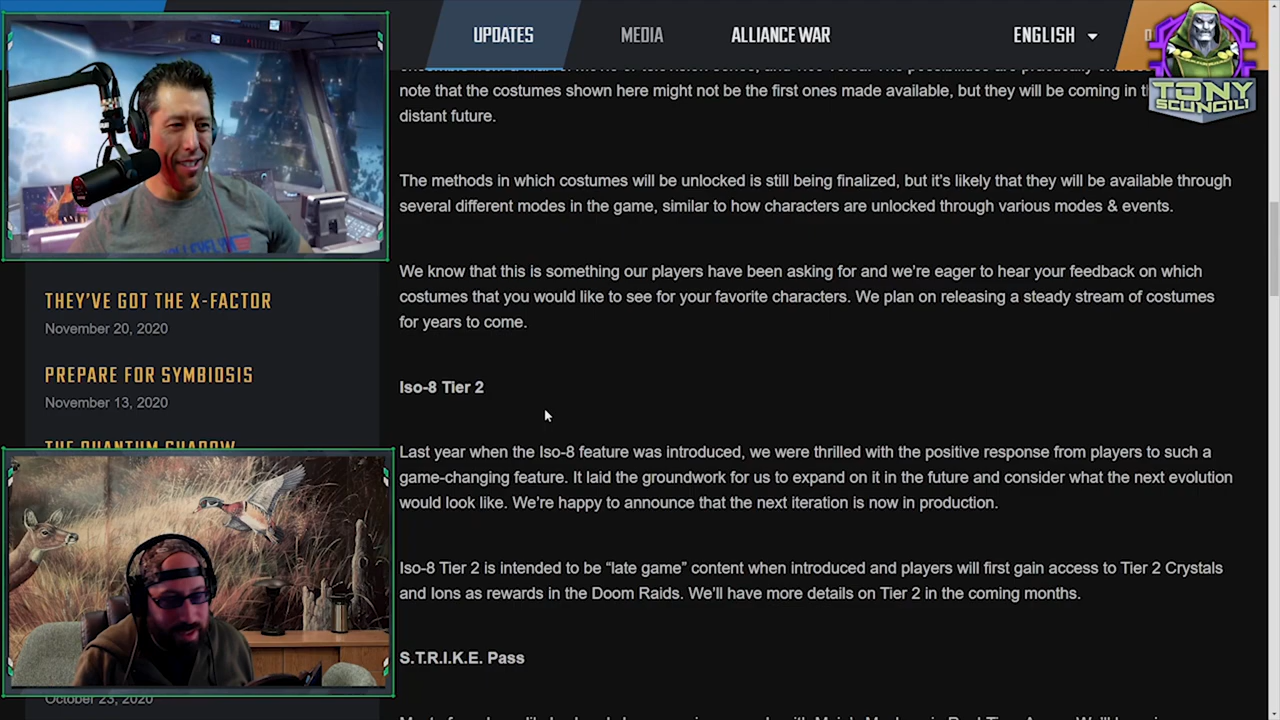 UPDATES
MEDIA
ALLIANCE WAR
ENGLISH
TONY
SCUNGILI
note that the costumes shown here might not be the first ones made available, but they will be coming in
distant future.
The methods in which costumes will be unlocked is still being finalized, but it's likely that they will be available through
several different modes in the game, similar to how characters are unlocked through various modes & events.
We know that this is something our players have been asking for and we're eager to hear your feedback on which
costumes that you would like to see for your favorite characters. We plan on releasing a steady stream of costumes
for years to come.
Iso-8 Tier 2
Last year when the Iso-8 feature was introduced, we were thrilled with the positive response from players to such a
game-changing feature. It laid the groundwork for us to expand on it in the future and consider what the next evolution
would look like. We're happy to announce that the next iteration is now in production.
Iso-8 Tier 2 is intended to be “late game” content when introduced and players will first gain access to Tier 2 Crystals
and Ions as rewards in the Doom Raids. We'll have more details on Tier 2 in the coming months.
S.T.R.I.K.E. Pass
THEY'VE GOT THE X-FACTOR
November 20, 2020
PREPARE FOR SYMBIOSIS
November 13, 2020
THE QUANTUM SHADOW
October 23, 2020